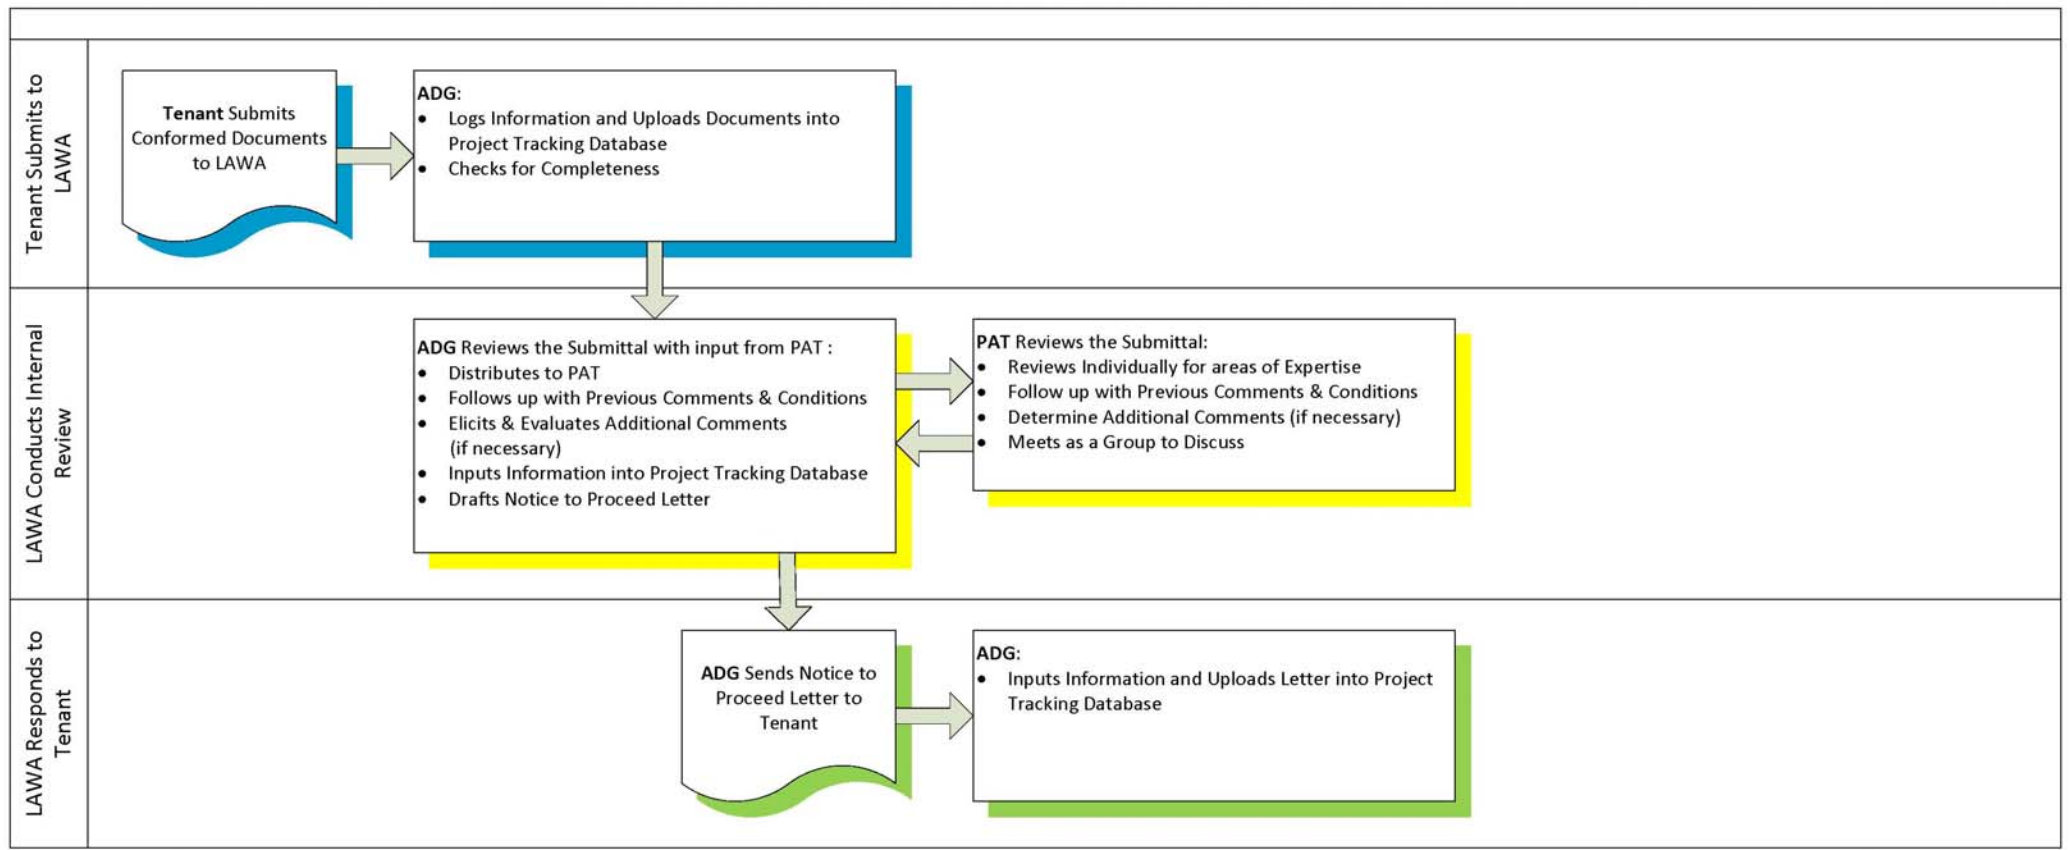 Tenant Submits to
LAWA
Tenant Submits
Conformed Documents
to LAWA
ADG:
• Logs Information and Uploads Documents into
Project Tracking Database
• Checks for Completeness
LAWA Conducts Internal
Review
ADG Reviews the Submittal with input from PAT :
• Distributes to PAT
• Follows up with Previous Comments & Conditions
• Elicits & Evaluates Additional Comments
(if necessary)
• Inputs Information into Project Tracking Database
• Drafts Notice to Proceed Letter
PAT Reviews the Submittal:
• Reviews Individually for areas of Expertise
• Follow up with Previous Comments & Conditions
• Determine Additional Comments (if necessary)
• Meets as a Group to Discuss
LAWA Responds to
Tenant
ADG Sends Notice to
Proceed Letter to
Tenant
ADG:
• Inputs Information and Uploads Letter into Project
Tracking Database